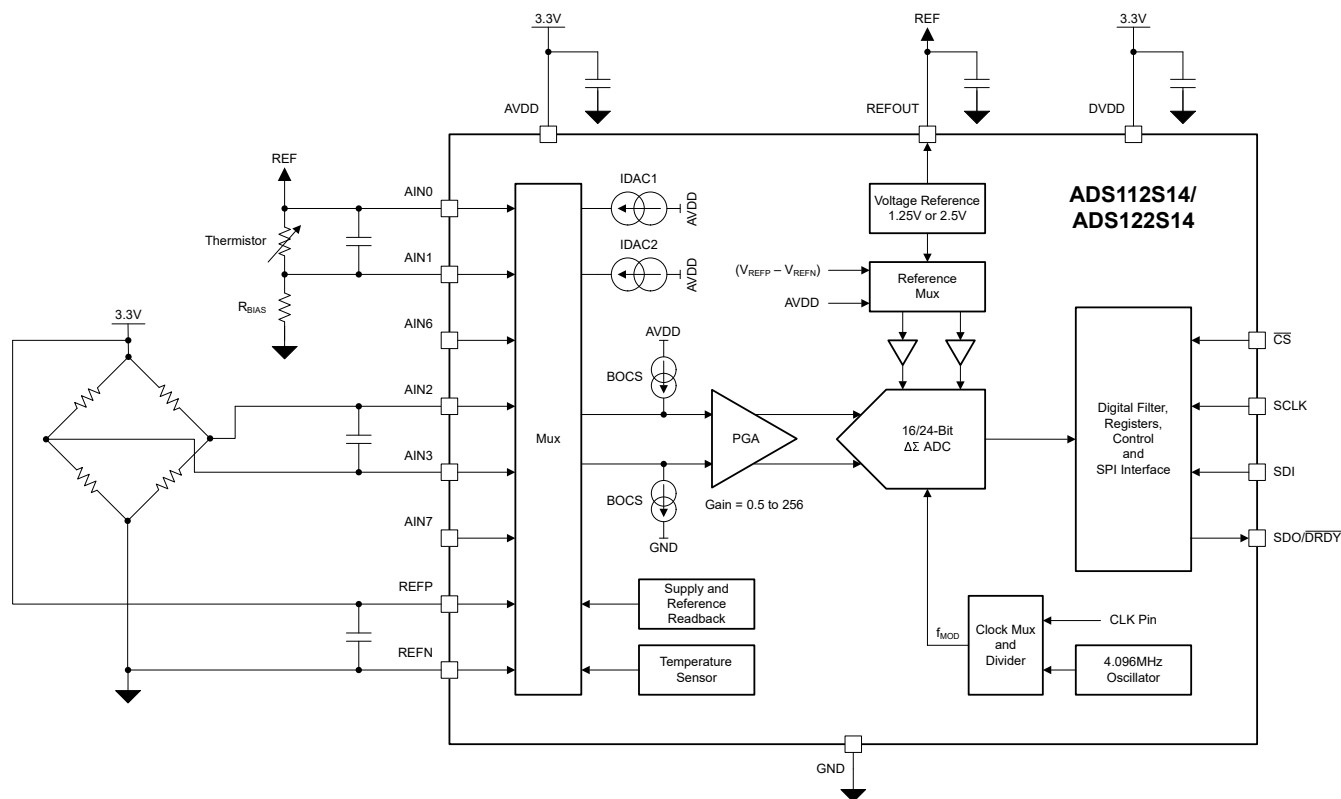 3.3V
REF
3.3V
AVDD
REFOUT
DVDD
REF
AIN0
Thermistor
AIN1
R_BIAS
3.3V
AIN6
AIN2
AIN3
AIN7
REFP
REFN
Mux
IDAC1
AVDD
IDAC2
AVDD
AVDD
BOCS
BOCS
GND
PGA
Gain = 0.5 to 256
Supply and
Reference
Readback
Temperature
Sensor
Voltage Reference
1.25V or 2.5V
(V_REFP – V_REFN)
AVDD
Reference
Mux
16/24-Bit
ΔΣ ADC
f_MOD
Clock Mux
and
Divider
CLK Pin
4.096MHz
Oscillator
ADS112S14/
ADS122S14
Digital Filter,
Registers,
Control
and
SPI Interface
CS
SCLK
SDI
SDO/DRDY
GND